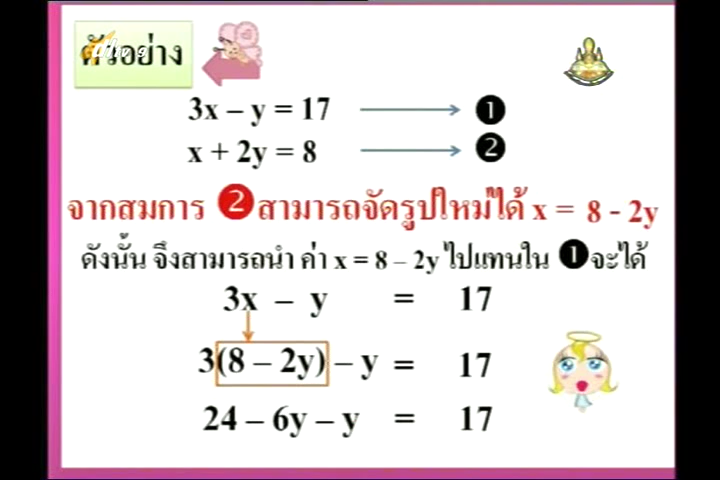 ตัวอย่าง
3x – y = 17 ❶
x + 2y = 8 ❷
จากสมการ ❷ สามารถจัดรูปใหม่ได้ x = 8 - 2y
ดังนั้น จึงสามารถนำ ค่า x = 8 – 2y ไปแทนใน ❶ จะได้
3x – y = 17
3(8 – 2y) – y = 17
24 – 6y – y = 17